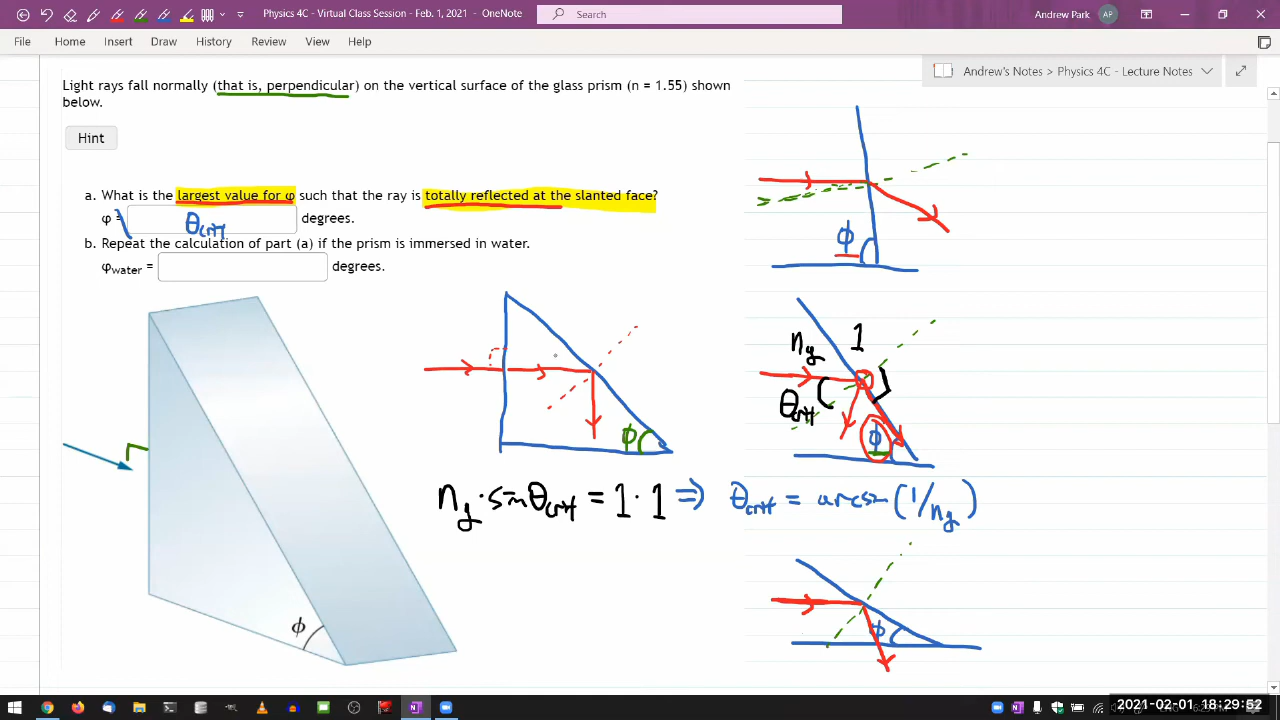 Physics 4C - Virtual Class Session - Feb. 1, 2021 - OneNote
Search
Andrew Park
AP
File Home Insert Draw History Review View Help
Andrew's Notes > Physics 4C - Lecture Notes
Light rays fall normally (that is, perpendicular) on the vertical surface of the glass prism (n = 1.55) shown
below.
Hint
a. What is the largest value for φ such that the ray is totally reflected at the slanted face?
φ = θcrit degrees.
b. Repeat the calculation of part (a) if the prism is immersed in water.
φwater = degrees.
ϕ
ϕ
ϕ
ng 1
θcrit
ϕ
ng · sinθcrit = 1 · 1 ⇒ θcrit = arcsin (1/ng)
ϕ
2021-02-01 18:29:52